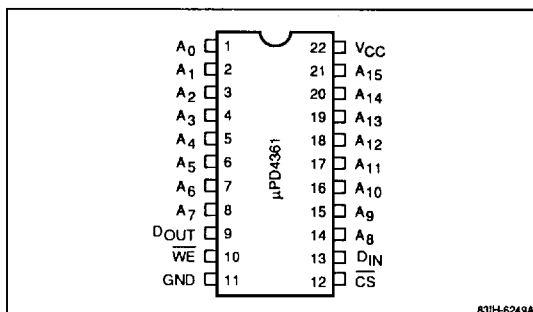 A0 1 22 VCC
A1 2 21 A15
A2 3 20 A14
A3 4 19 A13
A4 5 18 A12
A5 6 17 A11
A6 7 16 A10
A7 8 15 A9
DOUT 9 14 A8
WE 10 13 DIN
GND 11 12 CS
µPD4361
83IH-6249A